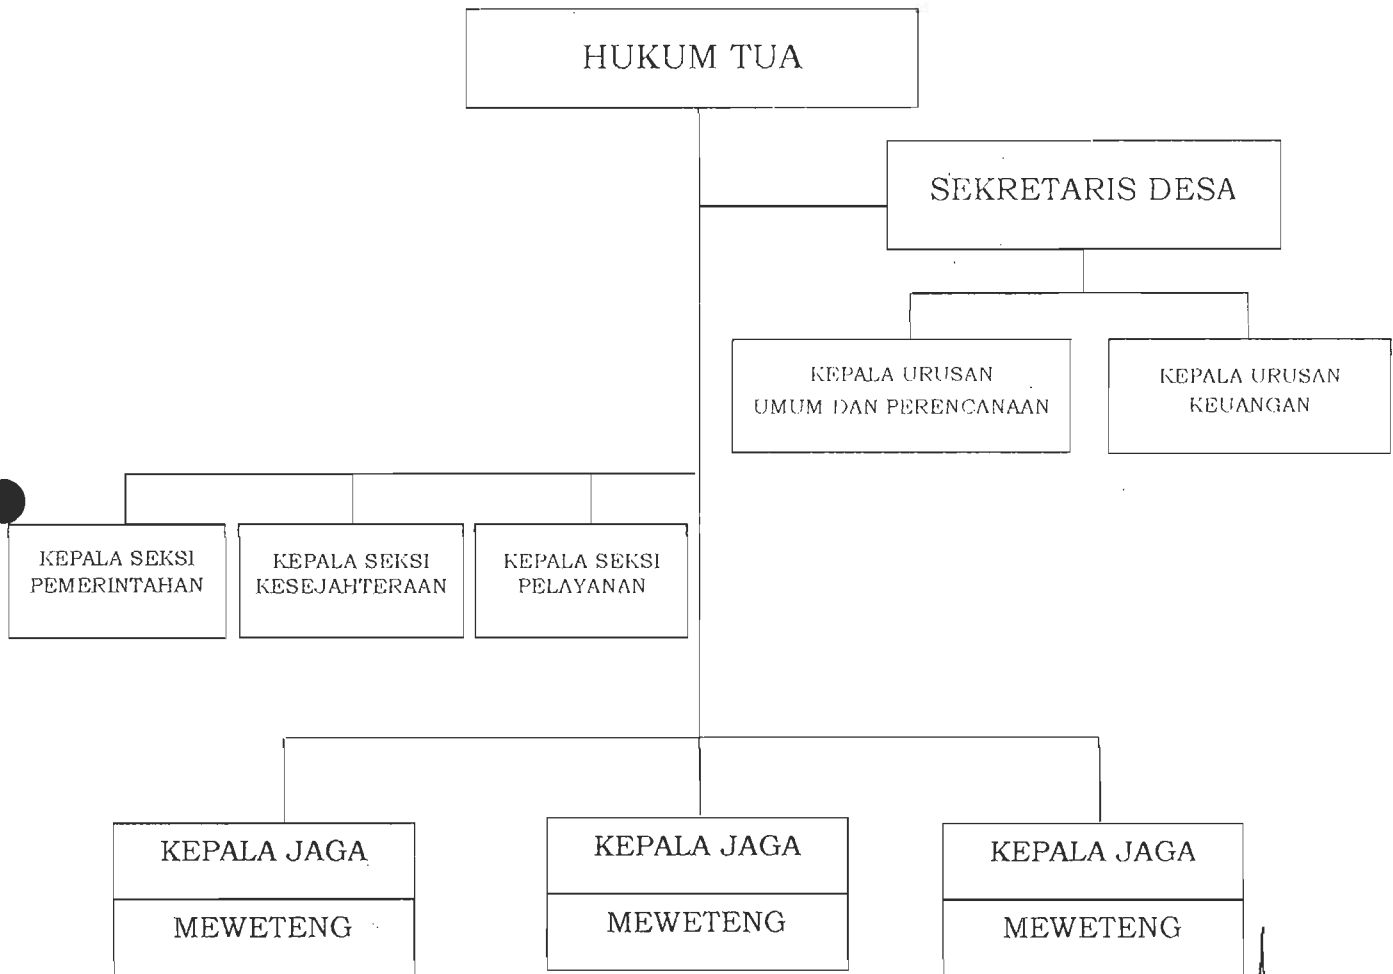 HUKUM TUA
SEKRETARIS DESA
KEPALA URUSAN
UMUM DAN PERENCANAAN
KEPALA URUSAN
KEUANGAN
KEPALA SEKSI
PEMERINTAHAN
KEPALA SEKSI
KESEJAHTERAAN
KEPALA SEKSI
PELAYANAN
KEPALA JAGA
MEWETENG
KEPALA JAGA
MEWETENG
KEPALA JAGA
MEWETENG